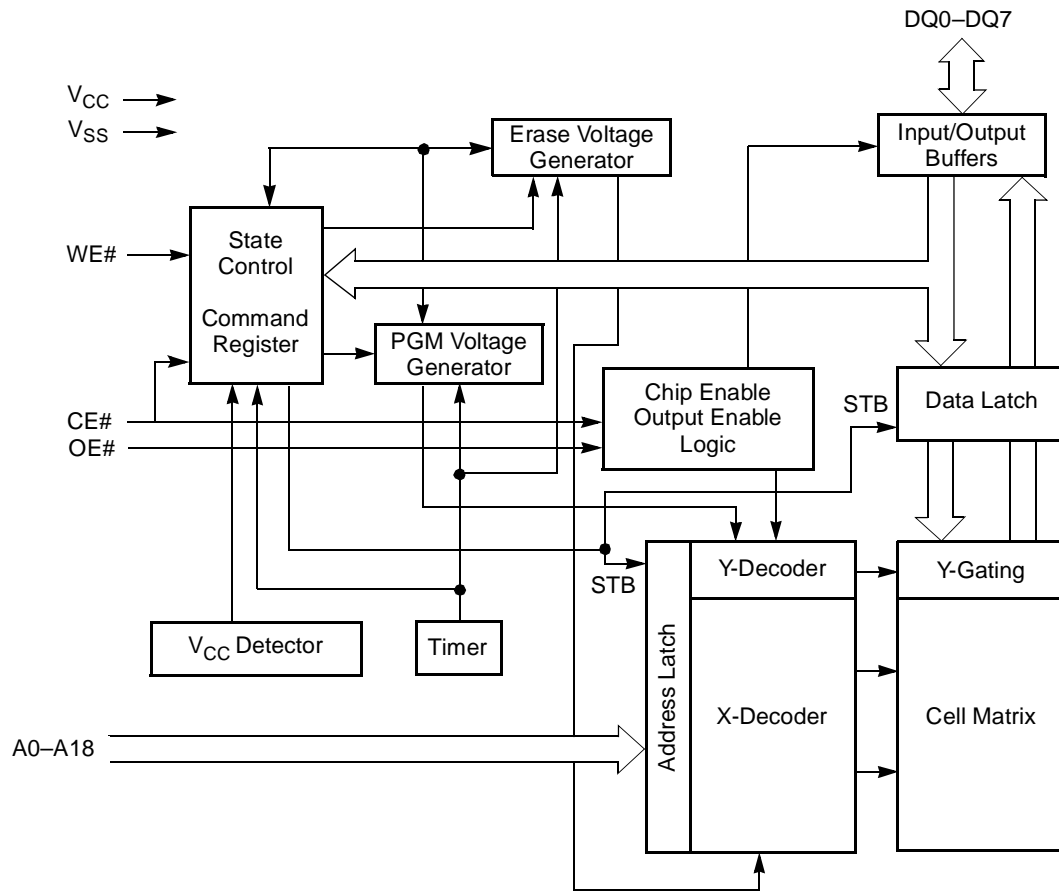 DQ0–DQ7
VCC
VSS
Erase Voltage
Generator
Input/Output
Buffers
WE#
State
Control
Command
Register
PGM Voltage
Generator
CE#
OE#
Chip Enable
Output Enable
Logic
STB
Data Latch
STB
Y-Decoder
Y-Gating
VCC Detector
Timer
Address Latch
X-Decoder
Cell Matrix
A0–A18